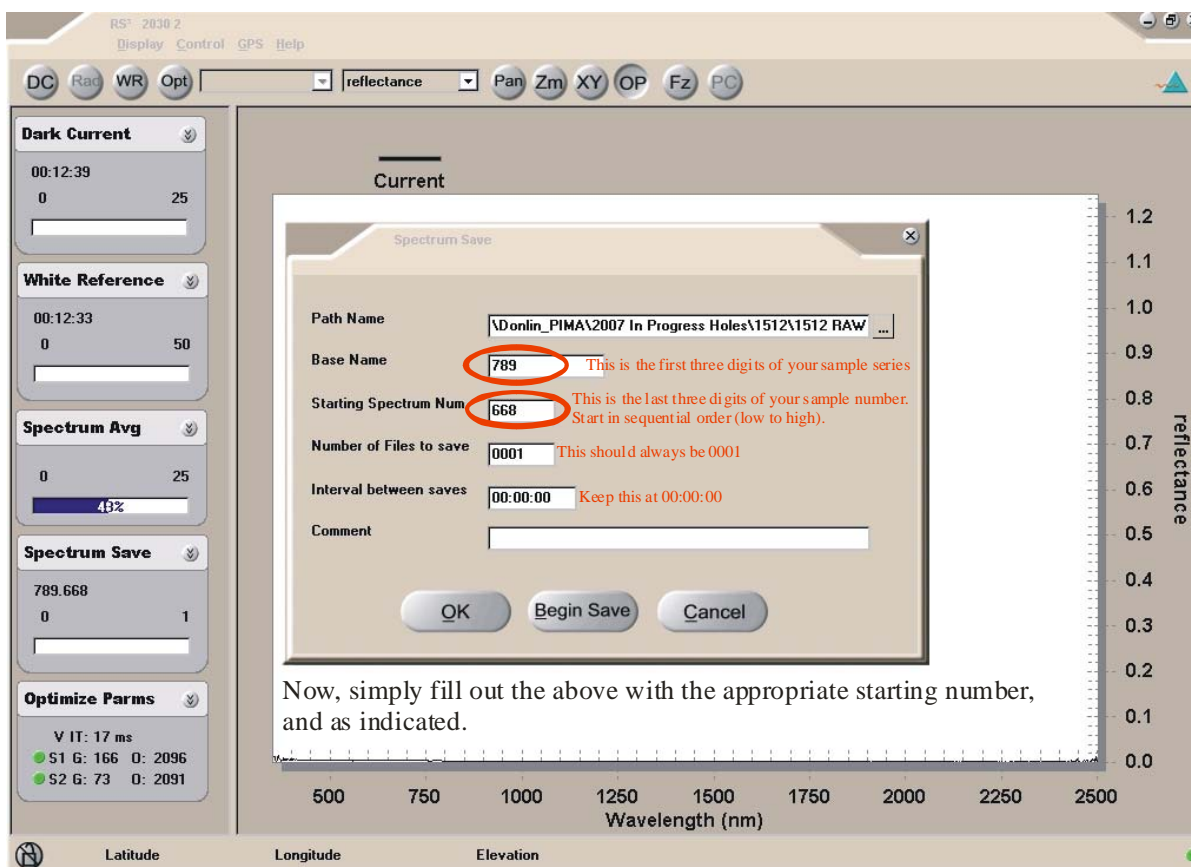 RS³ 2030 2
Display Control GPS Help
DC Rad WR Opt reflectance Pan Zm XY OP Fz PC
Dark Current
00:12:39
0 25
White Reference
00:12:33
0 50
Spectrum Avg
0 25
43%
Spectrum Save
789.668
0 1
Optimize Parms
V IT: 17 ms
S1 G: 166 O: 2096
S2 G: 73 O: 2091
Current
Spectrum Save
Path Name \Donlin_PIMA\2007 In Progress Holes\1512\1512 RAW ...
Base Name 789 This is the first three digits of your sample series
Starting Spectrum Num 668 This is the last three digits of your sample number.
Start in sequential order (low to high).
Number of Files to save 0001 This should always be 0001
Interval between saves 00:00:00 Keep this at 00:00:00
Comment
OK Begin Save Cancel
Now, simply fill out the above with the appropriate starting number,
and as indicated.
1.2
1.1
1.0
0.9
0.8
0.7
0.6
0.5
0.4
0.3
0.2
0.1
0.0
reflectance
500 750 1000 1250 1500 1750 2000 2250 2500
Wavelength (nm)
Latitude Longitude Elevation